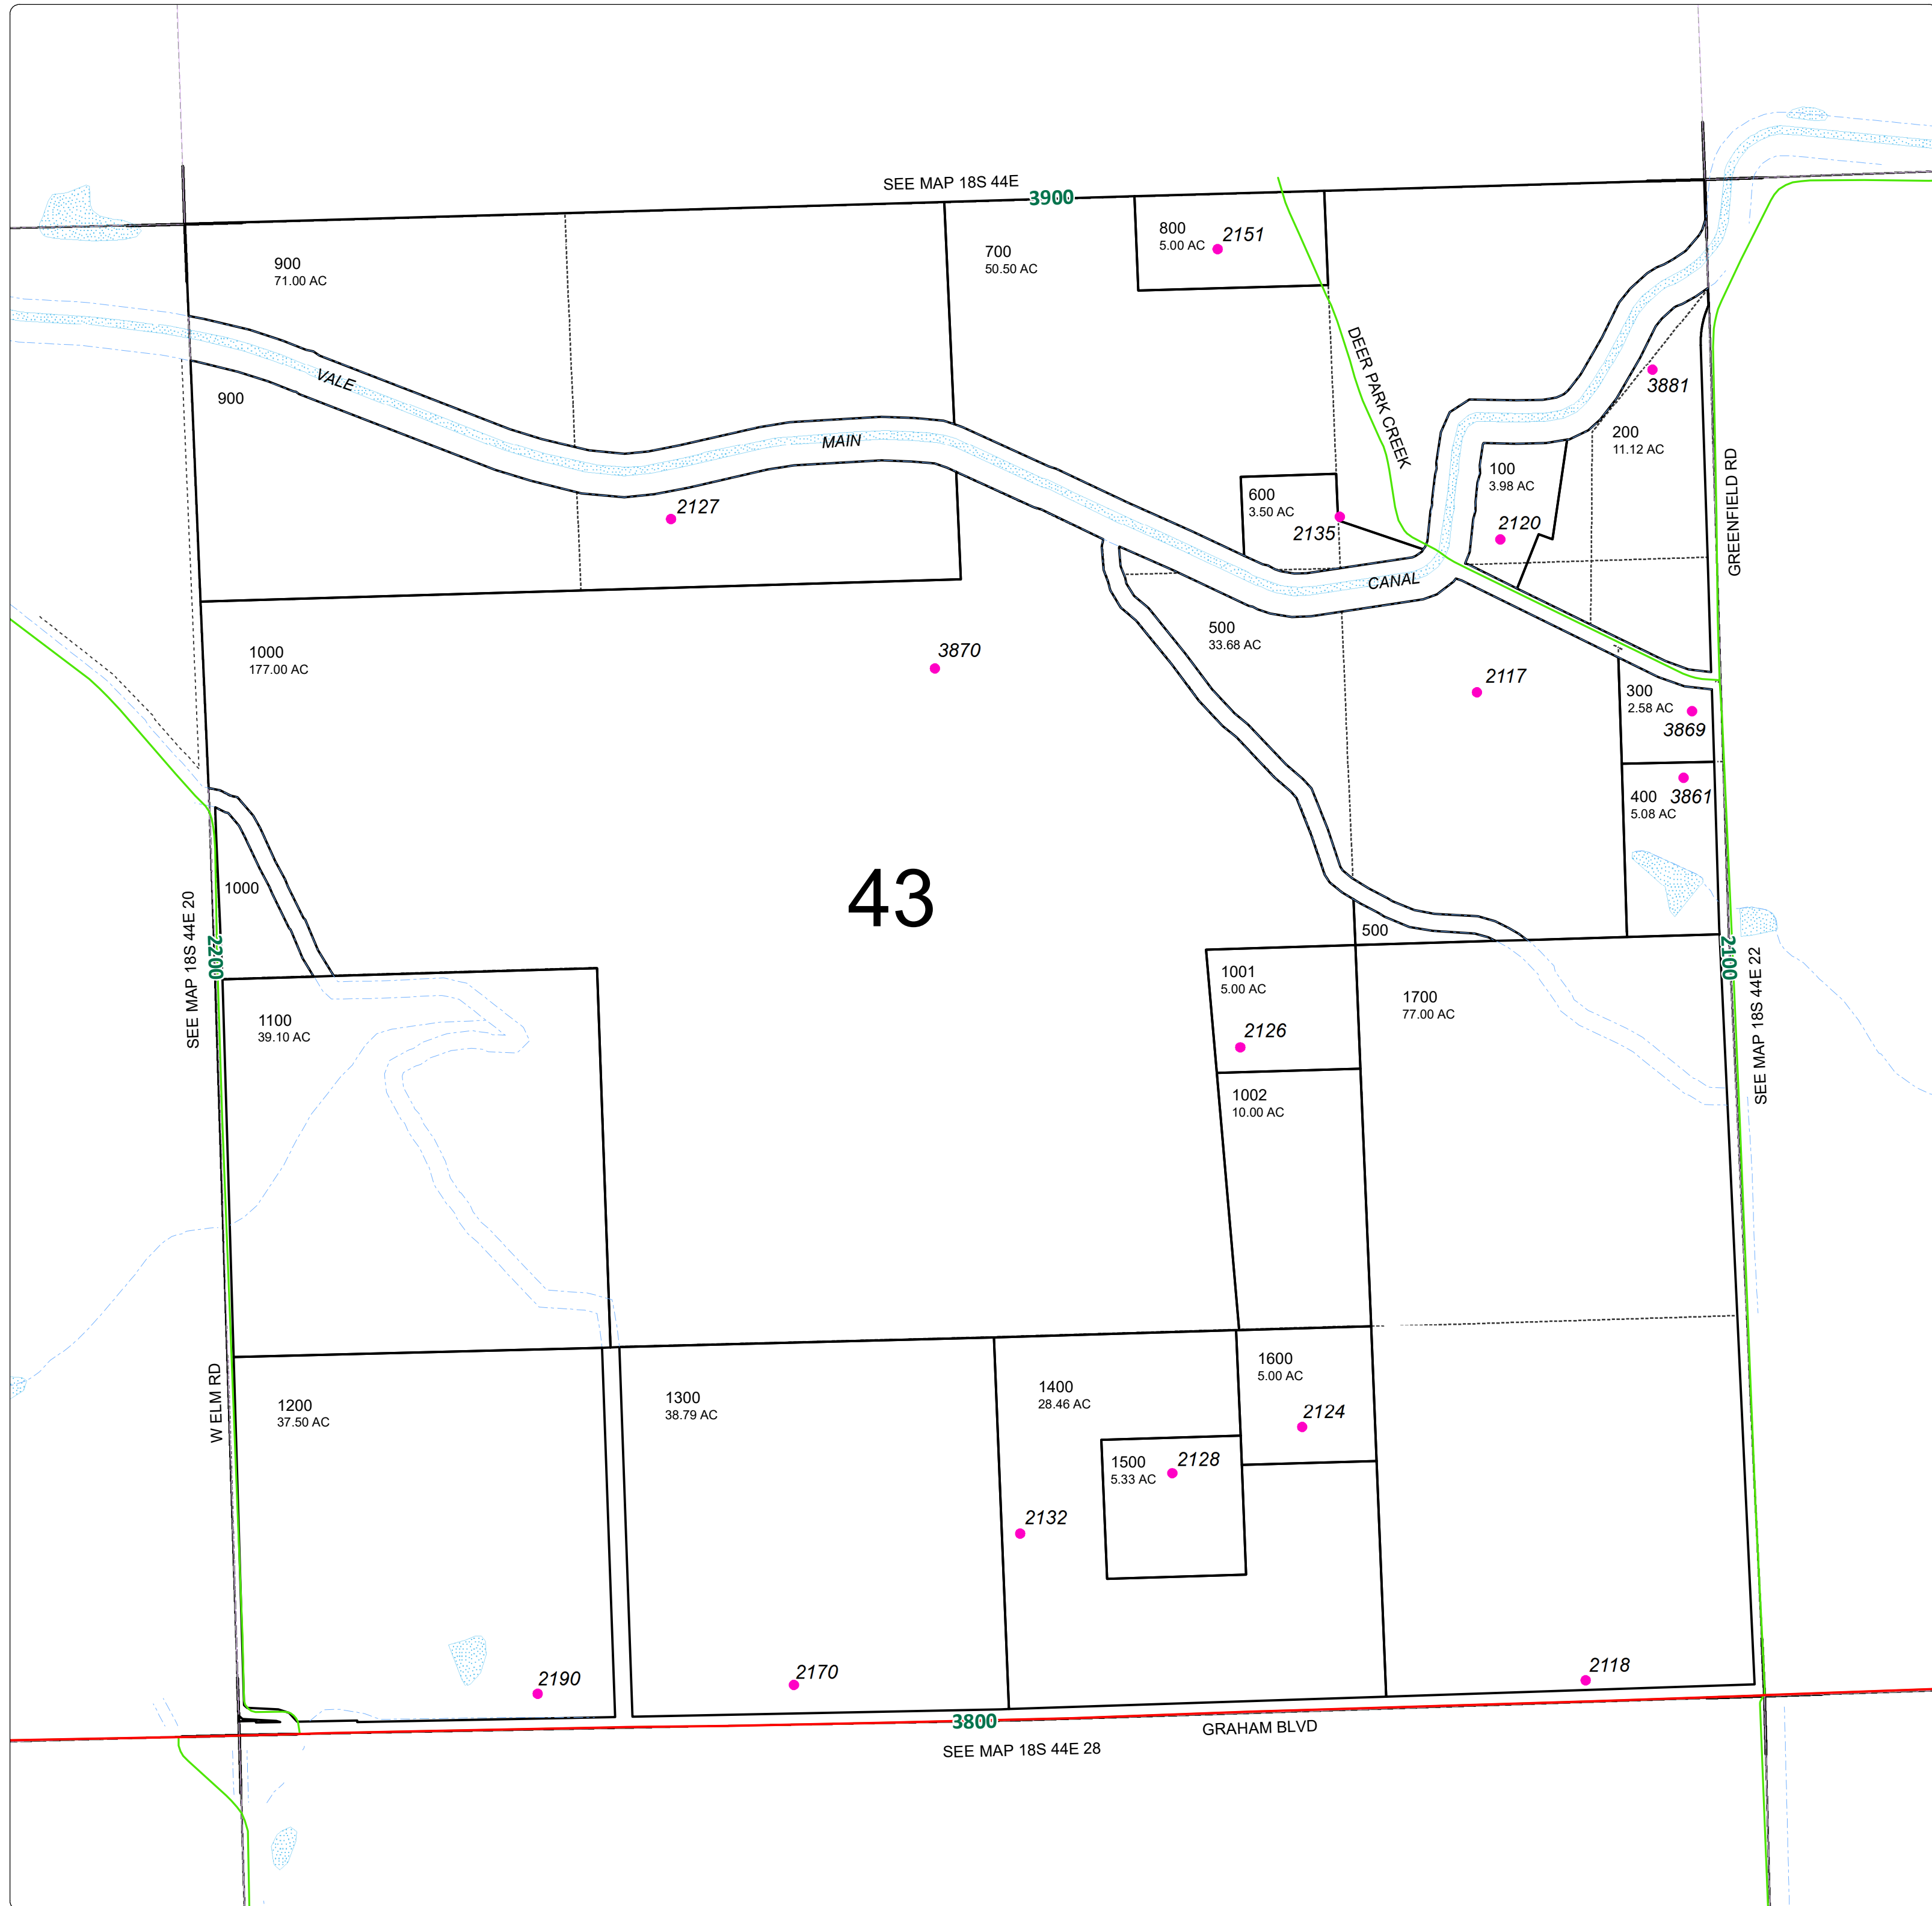 SEE MAP 18S 44E
3900
800
5.00 AC
2151
700
50.50 AC
900
71.00 AC
DEER PARK CREEK
VALE
900
3881
MAIN
200
11.12 AC
GREENFIELD RD
100
3.98 AC
600
3.50 AC
2127
2135
2120
CANAL
500
33.68 AC
1000
177.00 AC
3870
2117
300
2.58 AC
3869
400
5.08 AC
3861
43
1000
SEE MAP 18S 44E 20
2200
500
2100
SEE MAP 18S 44E 22
1001
5.00 AC
1700
77.00 AC
1100
39.10 AC
2126
1002
10.00 AC
W ELM RD
1600
5.00 AC
1400
28.46 AC
1300
38.79 AC
1200
37.50 AC
2124
1500
5.33 AC
2128
2132
2190
2170
2118
3800
GRAHAM BLVD
SEE MAP 18S 44E 28